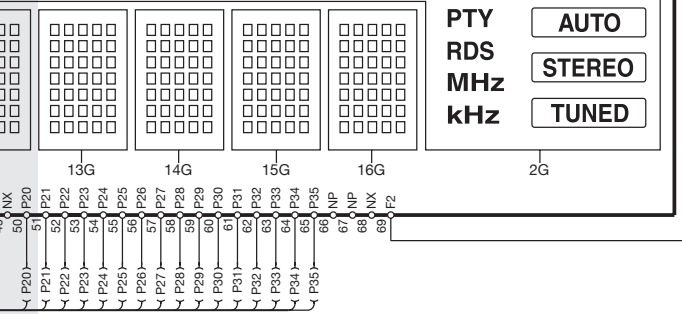 PTY AUTO
RDS
STEREO
MHz
kHz TUNED
13G 14G 15G 16G 2G
NX P20 P21 P22 P23 P24 P25 P26 P27 P28 P29 P30 P31 P32 P33 P34 P35 NP NP NX F2
50 51 52 53 54 55 56 57 58 59 60 61 62 63 64 65 66 67 68 69
P20 P21 P22 P23 P24 P25 P26 P27 P28 P29 P30 P31 P32 P33 P34 P35